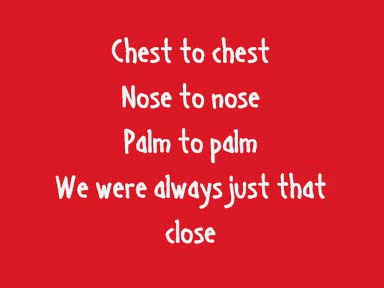 Chest to chest
Nose to nose
Palm to palm
We were always just that
close